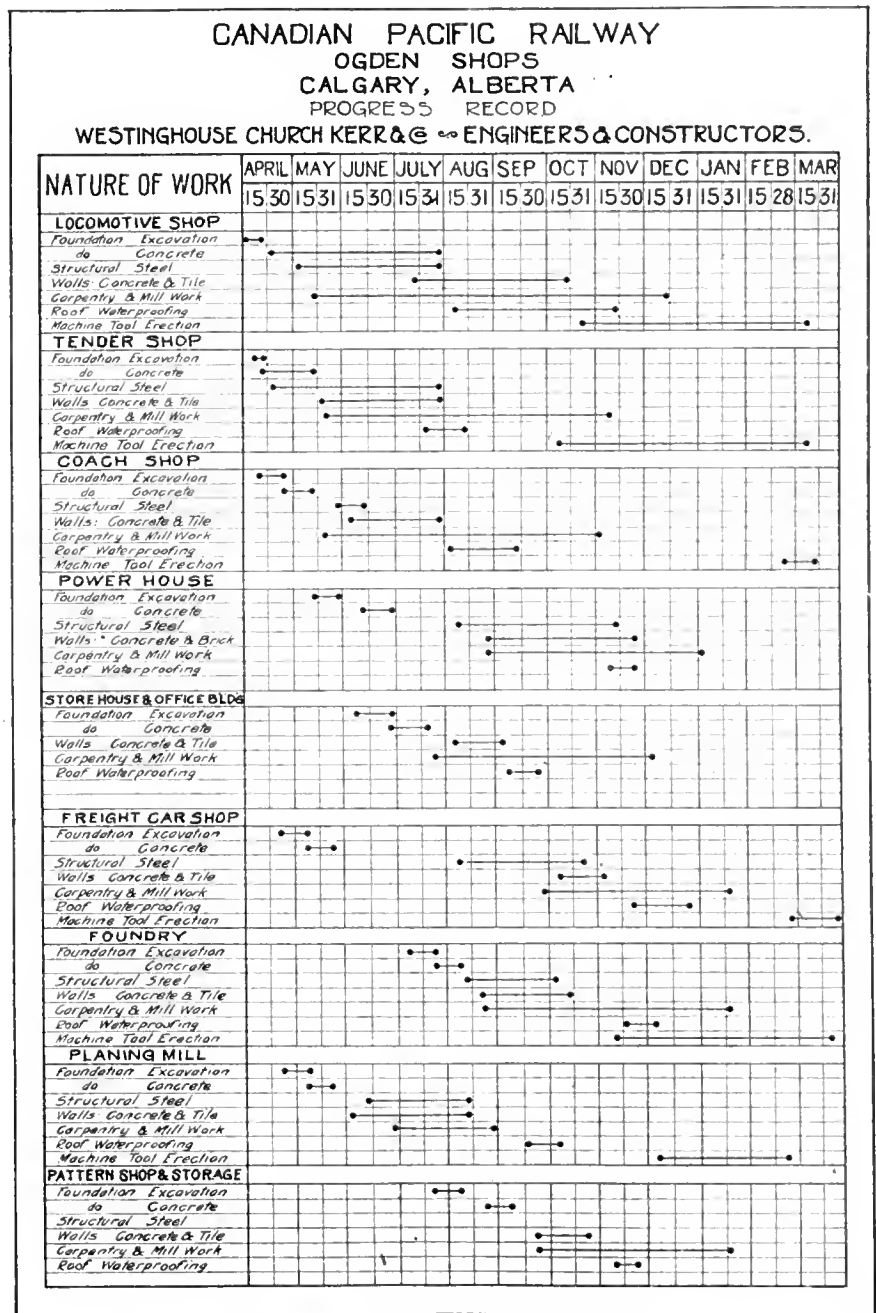 CANADIAN PACIFIC RAILWAY
OGDEN SHOPS
CALGARY, ALBERTA
PROGRESS RECORD
WESTINGHOUSE CHURCH KERR & Co ENGINEERS & CONSTRUCTORS.
NATURE OF WORK APRIL MAY JUNE JULY AUG SEP OCT NOV DEC JAN FEB MAR
15 30 15 31 15 30 15 31 15 31 15 30 15 31 15 30 15 31 15 31 15 28 15 31
LOCOMOTIVE SHOP
Foundation Excavation
do Concrete
Structural Steel
Walls Concrete & Tile
Carpentry & Mill Work
Roof Waterproofing
Machine Tool Erection
TENDER SHOP
Foundation Excavation
do Concrete
Structural Steel
Walls Concrete & Tile
Carpentry & Mill Work
Roof Waterproofing
Machine Tool Erection
COACH SHOP
Foundation Excavation
do Concrete
Structural Steel
Walls: Concrete & Tile
Carpentry & Mill Work
Roof Waterproofing
Machine Tool Erection
POWER HOUSE
Foundation Excavation
do Concrete
Structural Steel
Walls Concrete & Brick
Carpentry & Mill Work
Roof Waterproofing
STORE HOUSE & OFFICE BLDG
Foundation Excavation
do Concrete
Walls Concrete & Tile
Carpentry & Mill Work
Roof Waterproofing
FREIGHT CAR SHOP
Foundation Excavation
do Concrete
Structural Steel
Walls Concrete & Tile
Carpentry & Mill Work
Roof Waterproofing
Machine Tool Erection
FOUNDRY
Foundation Excavation
do Concrete
Structural Steel
Walls Concrete & Tile
Carpentry & Mill Work
Roof Waterproofing
Machine Tool Erection
PLANING MILL
Foundation Excavation
do Concrete
Structural Steel
Walls Concrete & Tile
Carpentry & Mill Work
Roof Waterproofing
Machine Tool Erection
PATTERN SHOP & STORAGE
Foundation Excavation
do Concrete
Structural Steel
Walls Concrete & Tile
Carpentry & Mill Work
Roof Waterproofing